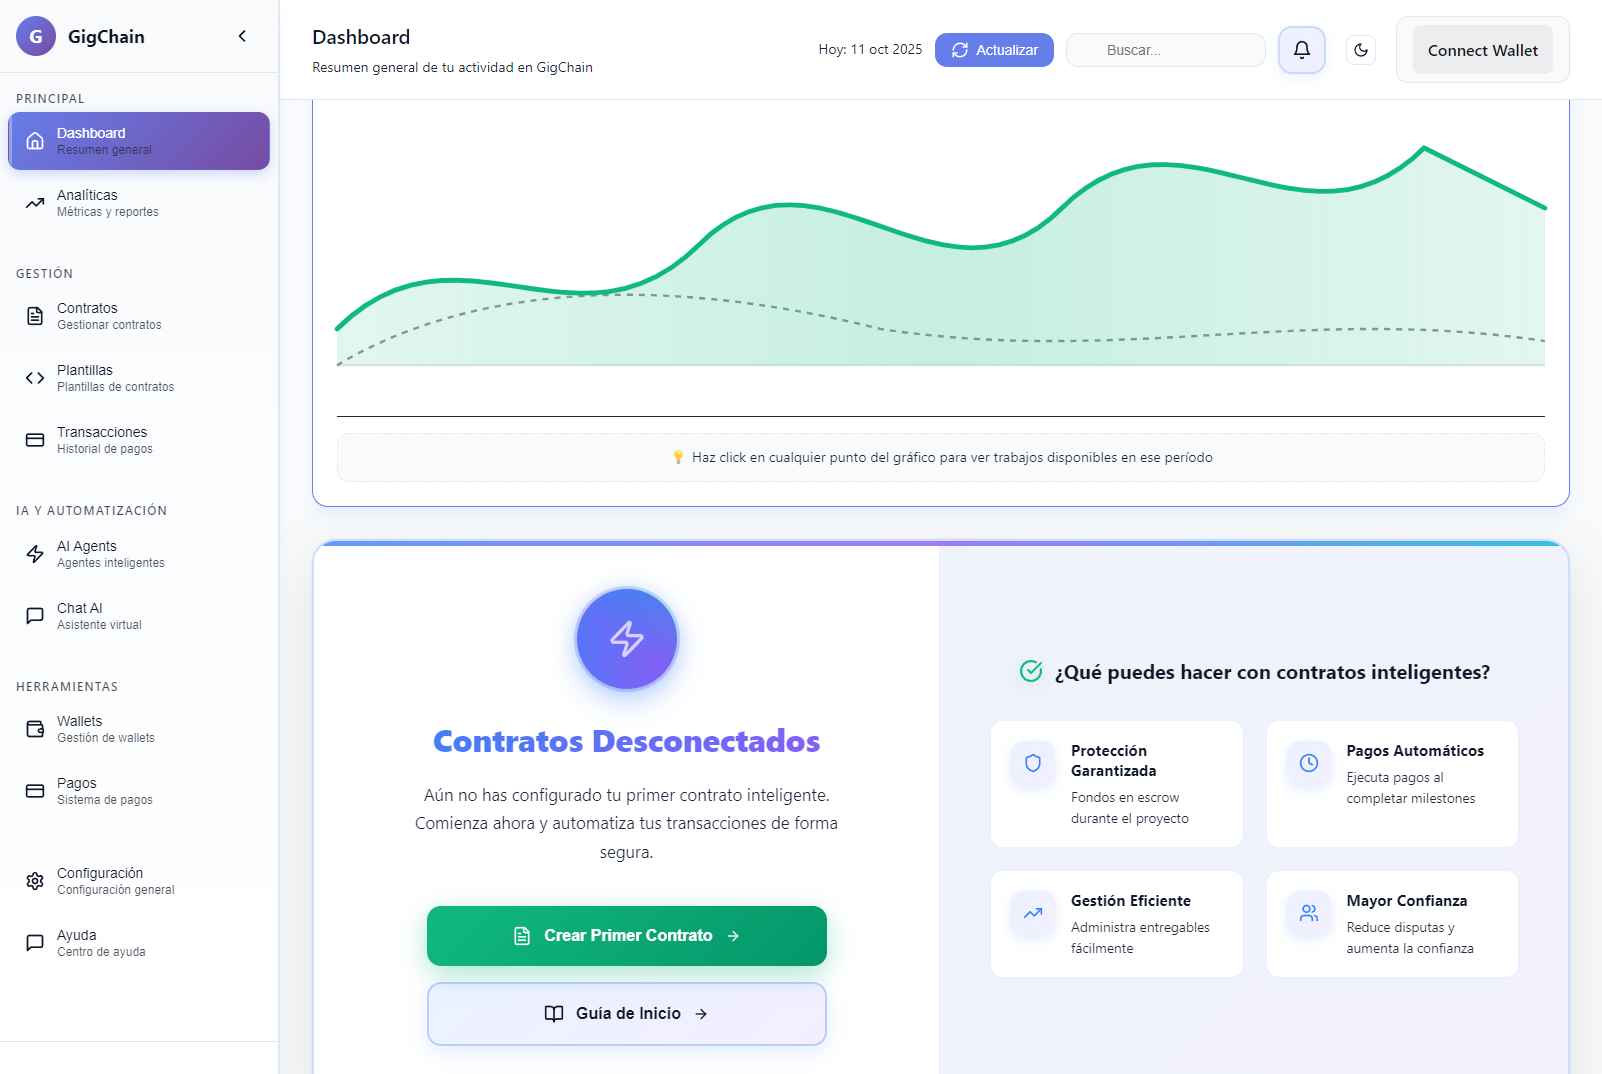 G GigChain
PRINCIPAL
Dashboard
Resumen general
Analíticas
Métricas y reportes
GESTIÓN
Contratos
Gestionar contratos
Plantillas
Plantillas de contratos
Transacciones
Historial de pagos
IA Y AUTOMATIZACIÓN
AI Agents
Agentes inteligentes
Chat AI
Asistente virtual
HERRAMIENTAS
Wallets
Gestión de wallets
Pagos
Sistema de pagos
Configuración
Configuración general
Ayuda
Centro de ayuda
Dashboard
Resumen general de tu actividad en GigChain
Hoy: 11 oct 2025
Actualizar
Buscar...
Connect Wallet
Haz click en cualquier punto del gráfico para ver trabajos disponibles en ese período
Contratos Desconectados
Aún no has configurado tu primer contrato inteligente.
Comienza ahora y automatiza tus transacciones de forma
segura.
Crear Primer Contrato
Guía de Inicio
¿Qué puedes hacer con contratos inteligentes?
Protección
Garantizada
Fondos en escrow
durante el proyecto
Pagos Automáticos
Ejecuta pagos al
completar milestones
Gestión Eficiente
Administra entregables
fácilmente
Mayor Confianza
Reduce disputas y
aumenta la confianza